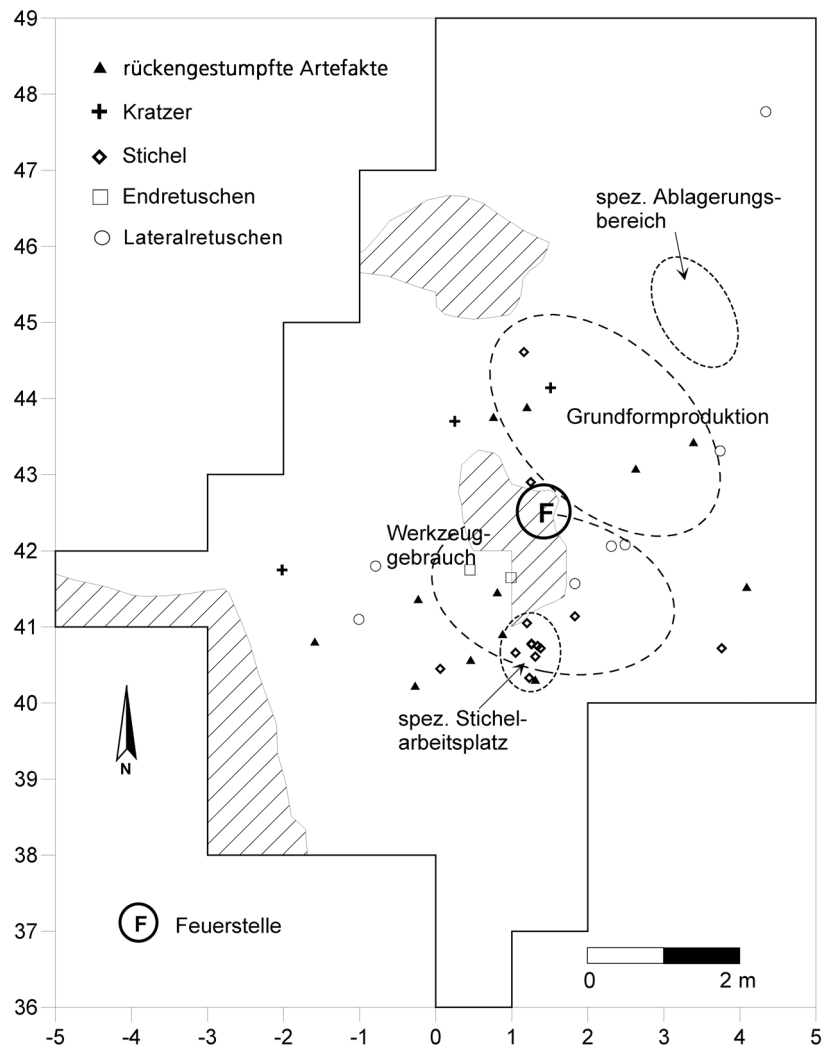 49
48
47
46
45
44
43
42
41
40
39
38
37
36
-5
-4
-3
-2
-1
0
1
2
3
4
5
rückengestumpfte Artefakte
Kratzer
Stichel
Endretuschen
Lateralretuschen
spez. Ablagerungs-
bereich
Grundformproduktion
F
Werkzeug-
gebrauch
spez. Stichel-
arbeitsplatz
N
F
Feuerstelle
0
2 m